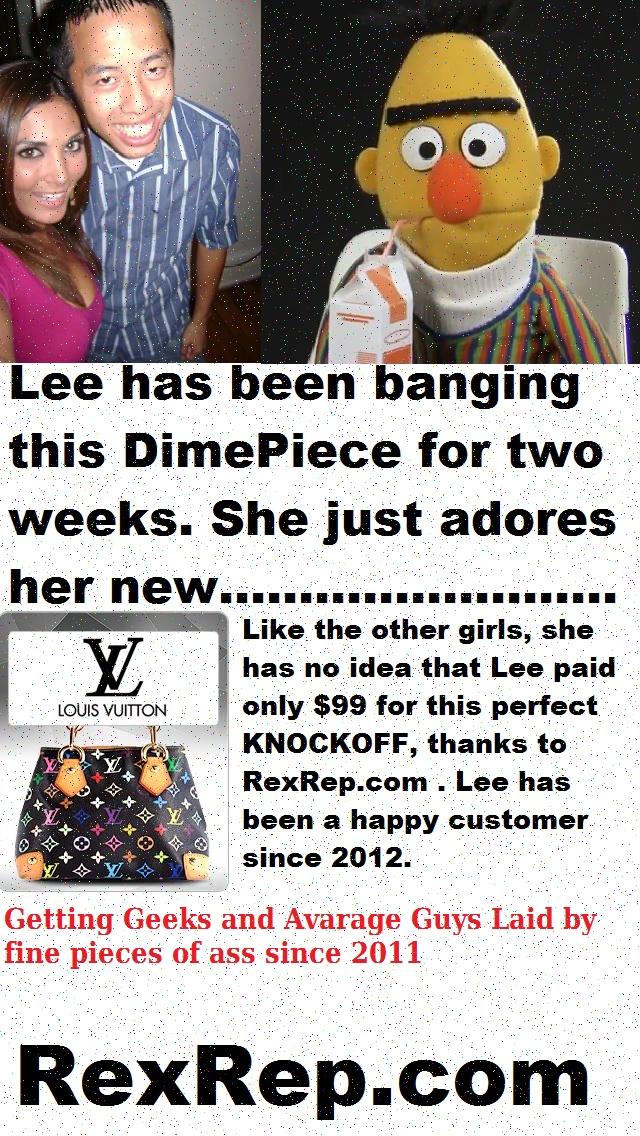 Lee has been banging
this DimePiece for two
weeks. She just adores
her new.........................
LV
LOUIS VUITTON
Like the other girls, she
has no idea that Lee paid
only $99 for this perfect
KNOCKOFF, thanks to
RexRep.com . Lee has
been a happy customer
since 2012.
Getting Geeks and Avarage Guys Laid by
fine pieces of ass since 2011
RexRep.com